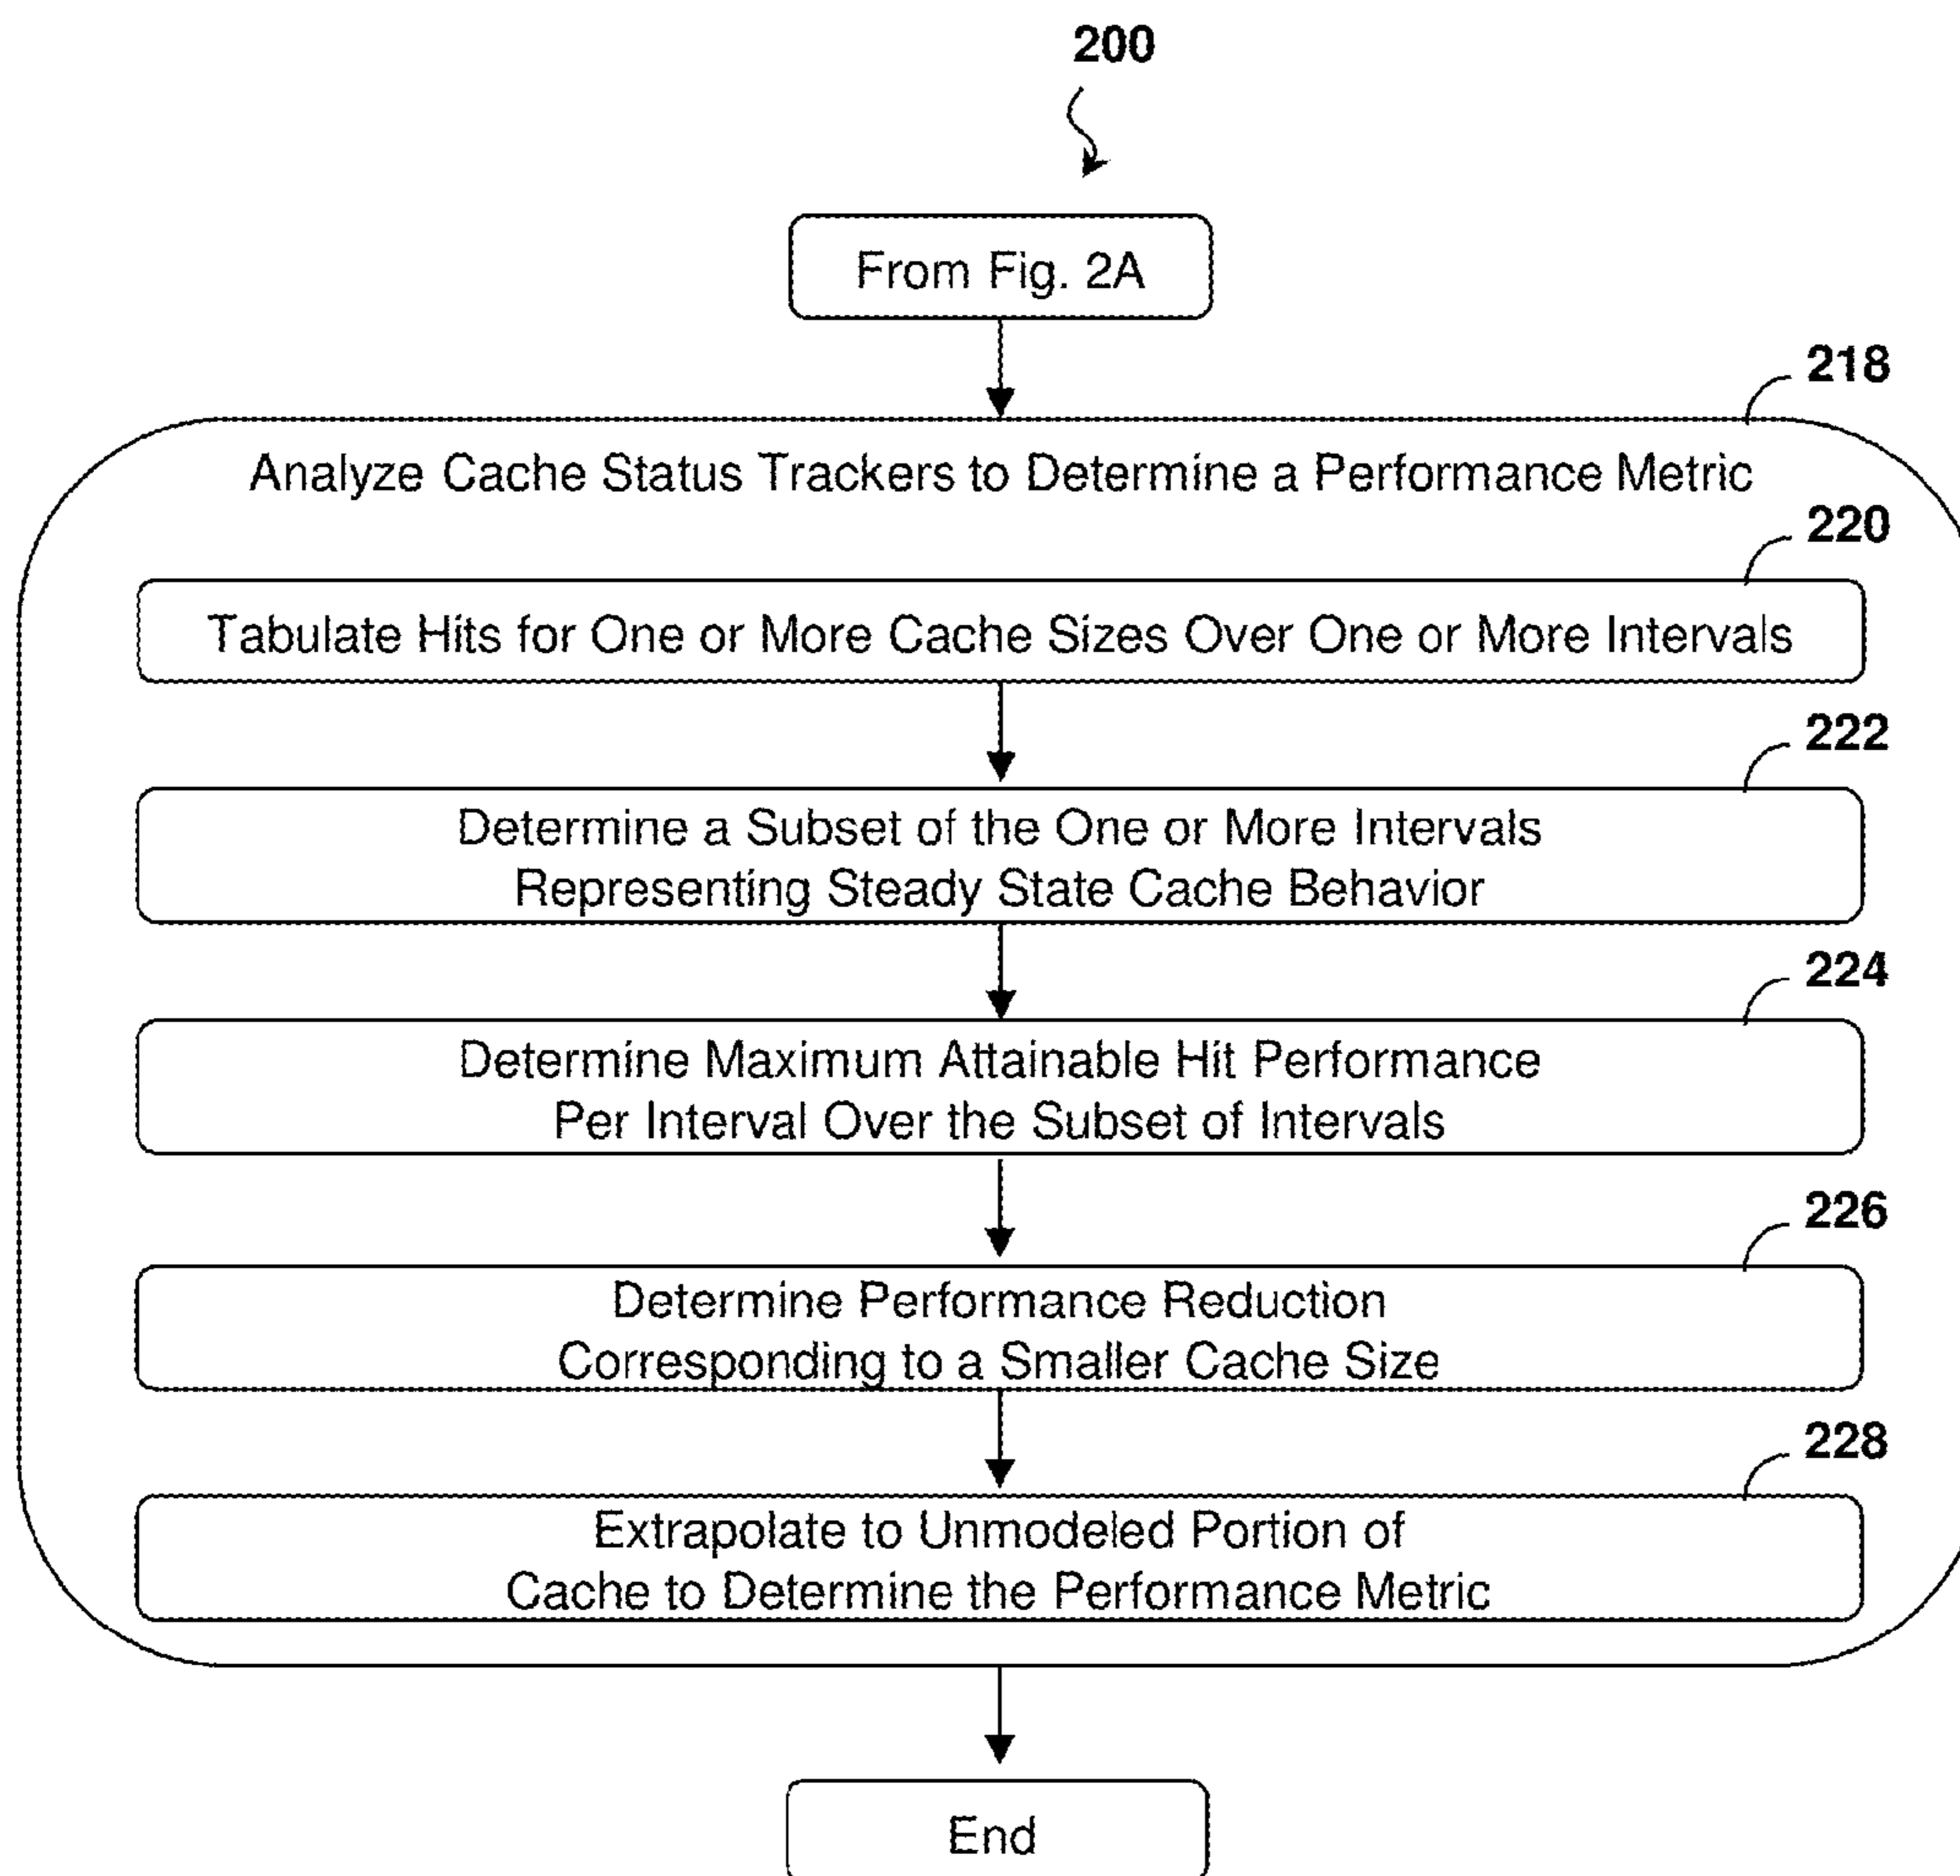 200
From Fig. 2A
218
Analyze Cache Status Trackers to Determine a Performance Metric
220
Tabulate Hits for One or More Cache Sizes Over One or More Intervals
222
Determine a Subset of the One or More Intervals
Representing Steady State Cache Behavior
224
Determine Maximum Attainable Hit Performance
Per Interval Over the Subset of Intervals
226
Determine Performance Reduction
Corresponding to a Smaller Cache Size
228
Extrapolate to Unmodeled Portion of
Cache to Determine the Performance Metric
End